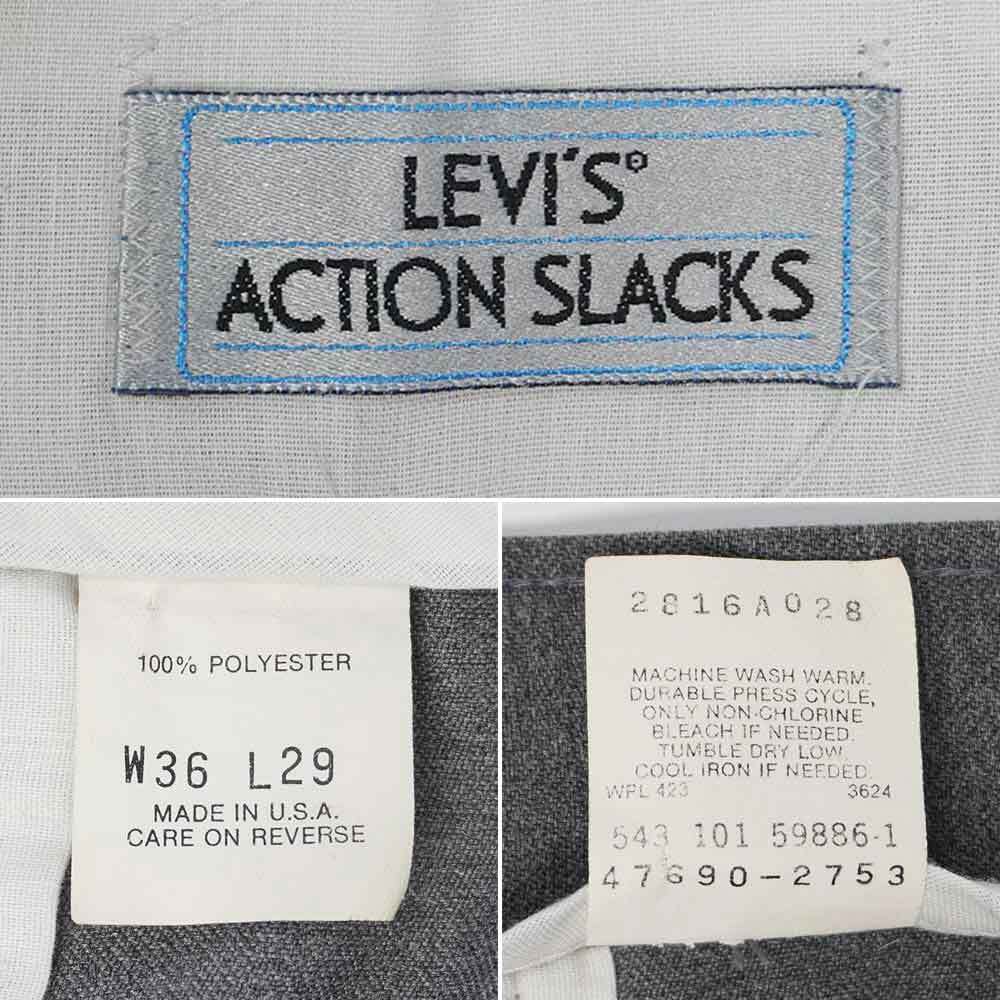 LEVI'S®
ACTION SLACKS
100% POLYESTER
W36 L29
MADE IN U.S.A.
CARE ON REVERSE
2816A028
MACHINE WASH WARM.
DURABLE PRESS CYCLE,
ONLY NON-CHLORINE
BLEACH IF NEEDED.
TUMBLE DRY LOW.
COOL IRON IF NEEDED.
WPL 423 3624
543 101 59886-1
47690-2753